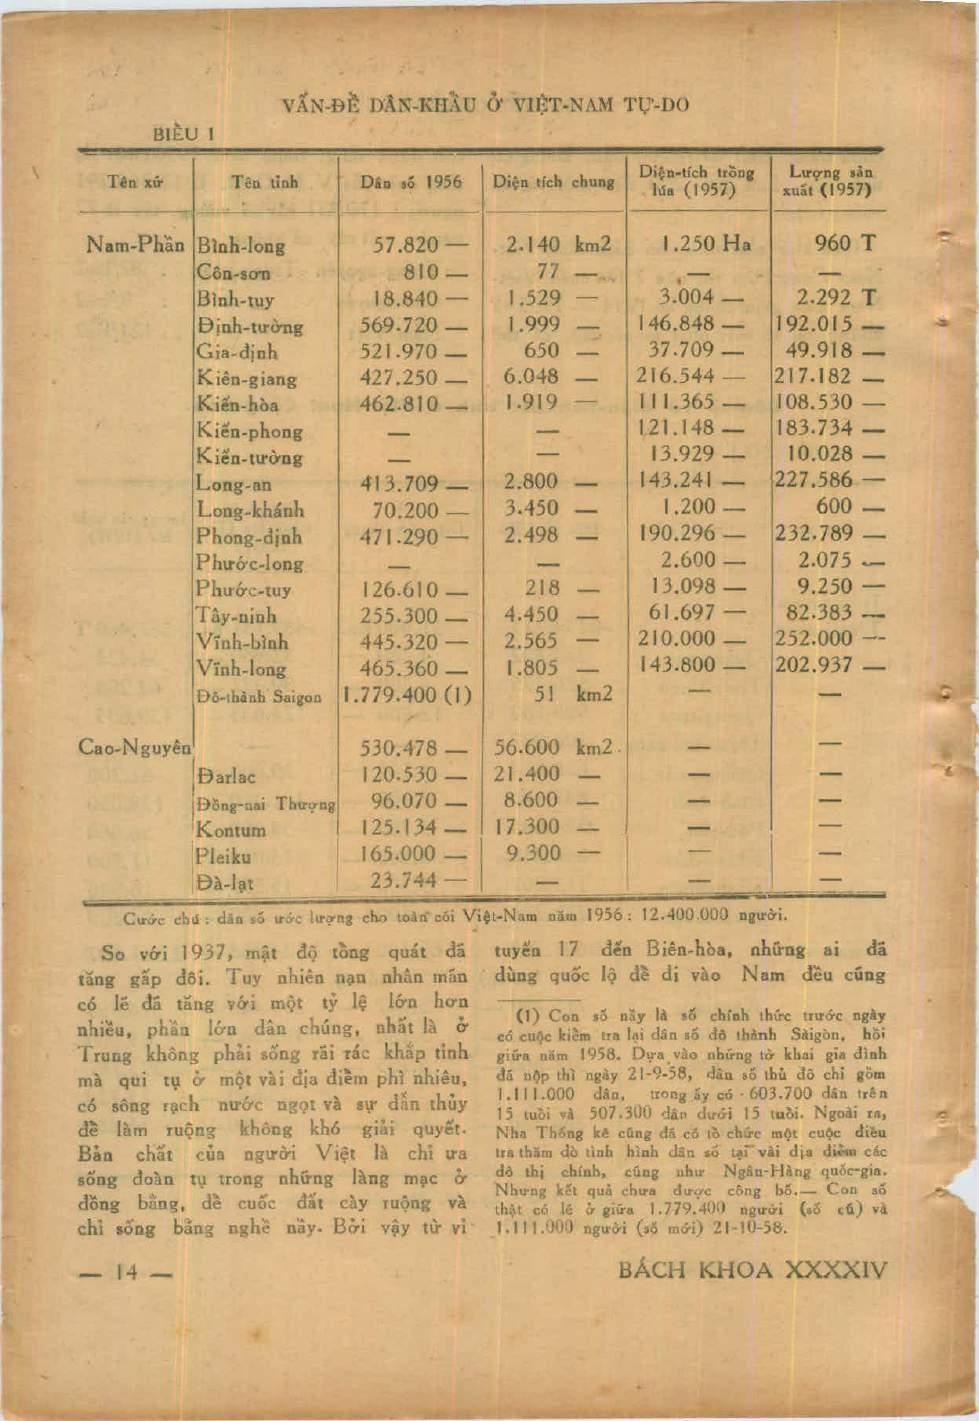 VẤN-ĐỀ DÂN-KHẨU Ở VIỆT-NAM TỰ-DO
BIỂU I
Tên xứ Tên tỉnh Dân số 1956 Diện tích chung Diện-tích trồng lúa (1957) Lượng sản xuất (1957)
Nam-Phần Bình-long 57.820 — 2.140 km2 1.250 Ha 960 T
Côn-sơn 810 — 77 — — —
Bình-tuy 18.840 — 1.529 — 3.004 — 2.292 T
Định-tường 569.720 — 1.999 — 146.848 — 192.015 —
Gia-định 521.970 — 650 — 37.709 — 49.918 —
Kiên-giang 427.250 — 6.048 — 216.544 — 217.182 —
Kiến-hòa 462.810 — 1.919 — 111.365 — 108.530 —
Kiến-phong — — 121.148 — 183.734 —
Kiến-tường — — 13.929 — 10.028 —
Long-an 413.709 — 2.800 — 143.241 — 227.586 —
Long-khánh 70.200 — 3.450 — 1.200 — 600 —
Phong-định 471.290 — 2.498 — 190.296 — 232.789 —
Phước-long — — 2.600 — 2.075 —
Phước-tuy 126.610 — 218 — 13.098 — 9.250 —
Tây-ninh 255.300 — 4.450 — 61.697 — 82.383 —
Vĩnh-bình 445.320 — 2.565 — 210.000 — 252.000 —
Vĩnh-long 465.360 — 1.805 — 143.800 — 202.937 —
Đô-thành Saigon 1.779.400 (1) 51 km2 — —
Cao-Nguyên 530.478 — 56.600 km2 — —
Đarlac 120.530 — 21.400 — — —
Đồng-nai Thượng 96.070 — 8.600 — — —
Kontum 125.134 — 17.300 — — —
Pleiku 165.000 — 9.300 — — —
Đà-lạt 23.744 — — — —
Cước chú : dân số ước lượng cho toàn cõi Việt-Nam năm 1956 : 12.400.000 người.
So với 1937, mật độ tổng quát đã
tăng gấp đôi. Tuy nhiên nạn nhân mãn
có lẽ đã tăng với một tỷ lệ lớn hơn
nhiều, phần lớn dân chúng, nhất là ở
Trung không phải sống rải rác khắp tỉnh
mà qui tụ ở một vài địa điểm phì nhiêu,
có sông rạch nước ngọt và sự dẫn thủy
để làm ruộng không khó giải quyết.
Bản chất của người Việt là chỉ ưa
sống đoàn tụ trong những làng mạc ở
đồng bằng, để cuốc đất cày ruộng và
chỉ sống bằng nghề nầy. Bởi vậy từ vĩ
tuyến 17 đến Biên-hòa, những ai đã
dùng quốc lộ để đi vào Nam đều cũng
(1) Con số nầy là số chính thức trước ngày
có cuộc kiểm tra lại dân số đô thành Sàigòn, hồi
giữa năm 1958. Dựa vào những tờ khai gia đình
đã nộp thì ngày 21-9-58, dân số thủ đô chỉ gồm
1.111.000 dân, trong ấy có 603.700 dân trên
15 tuổi và 507.300 dân dưới 15 tuổi. Ngoài ra,
Nha Thống kê cũng đã có tổ chức một cuộc điều
tra thăm dò tình hình dân số tại vài địa điểm các
đô thị chính, cũng như Ngân-Hàng quốc-gia.
Nhưng kết quả chưa được công bố.— Con số
thật có lẽ ở giữa 1.779.400 người (số cũ) và
1.111.000 người (số mới) 21-10-58.
— 14 —
BÁCH KHOA XXXXIV